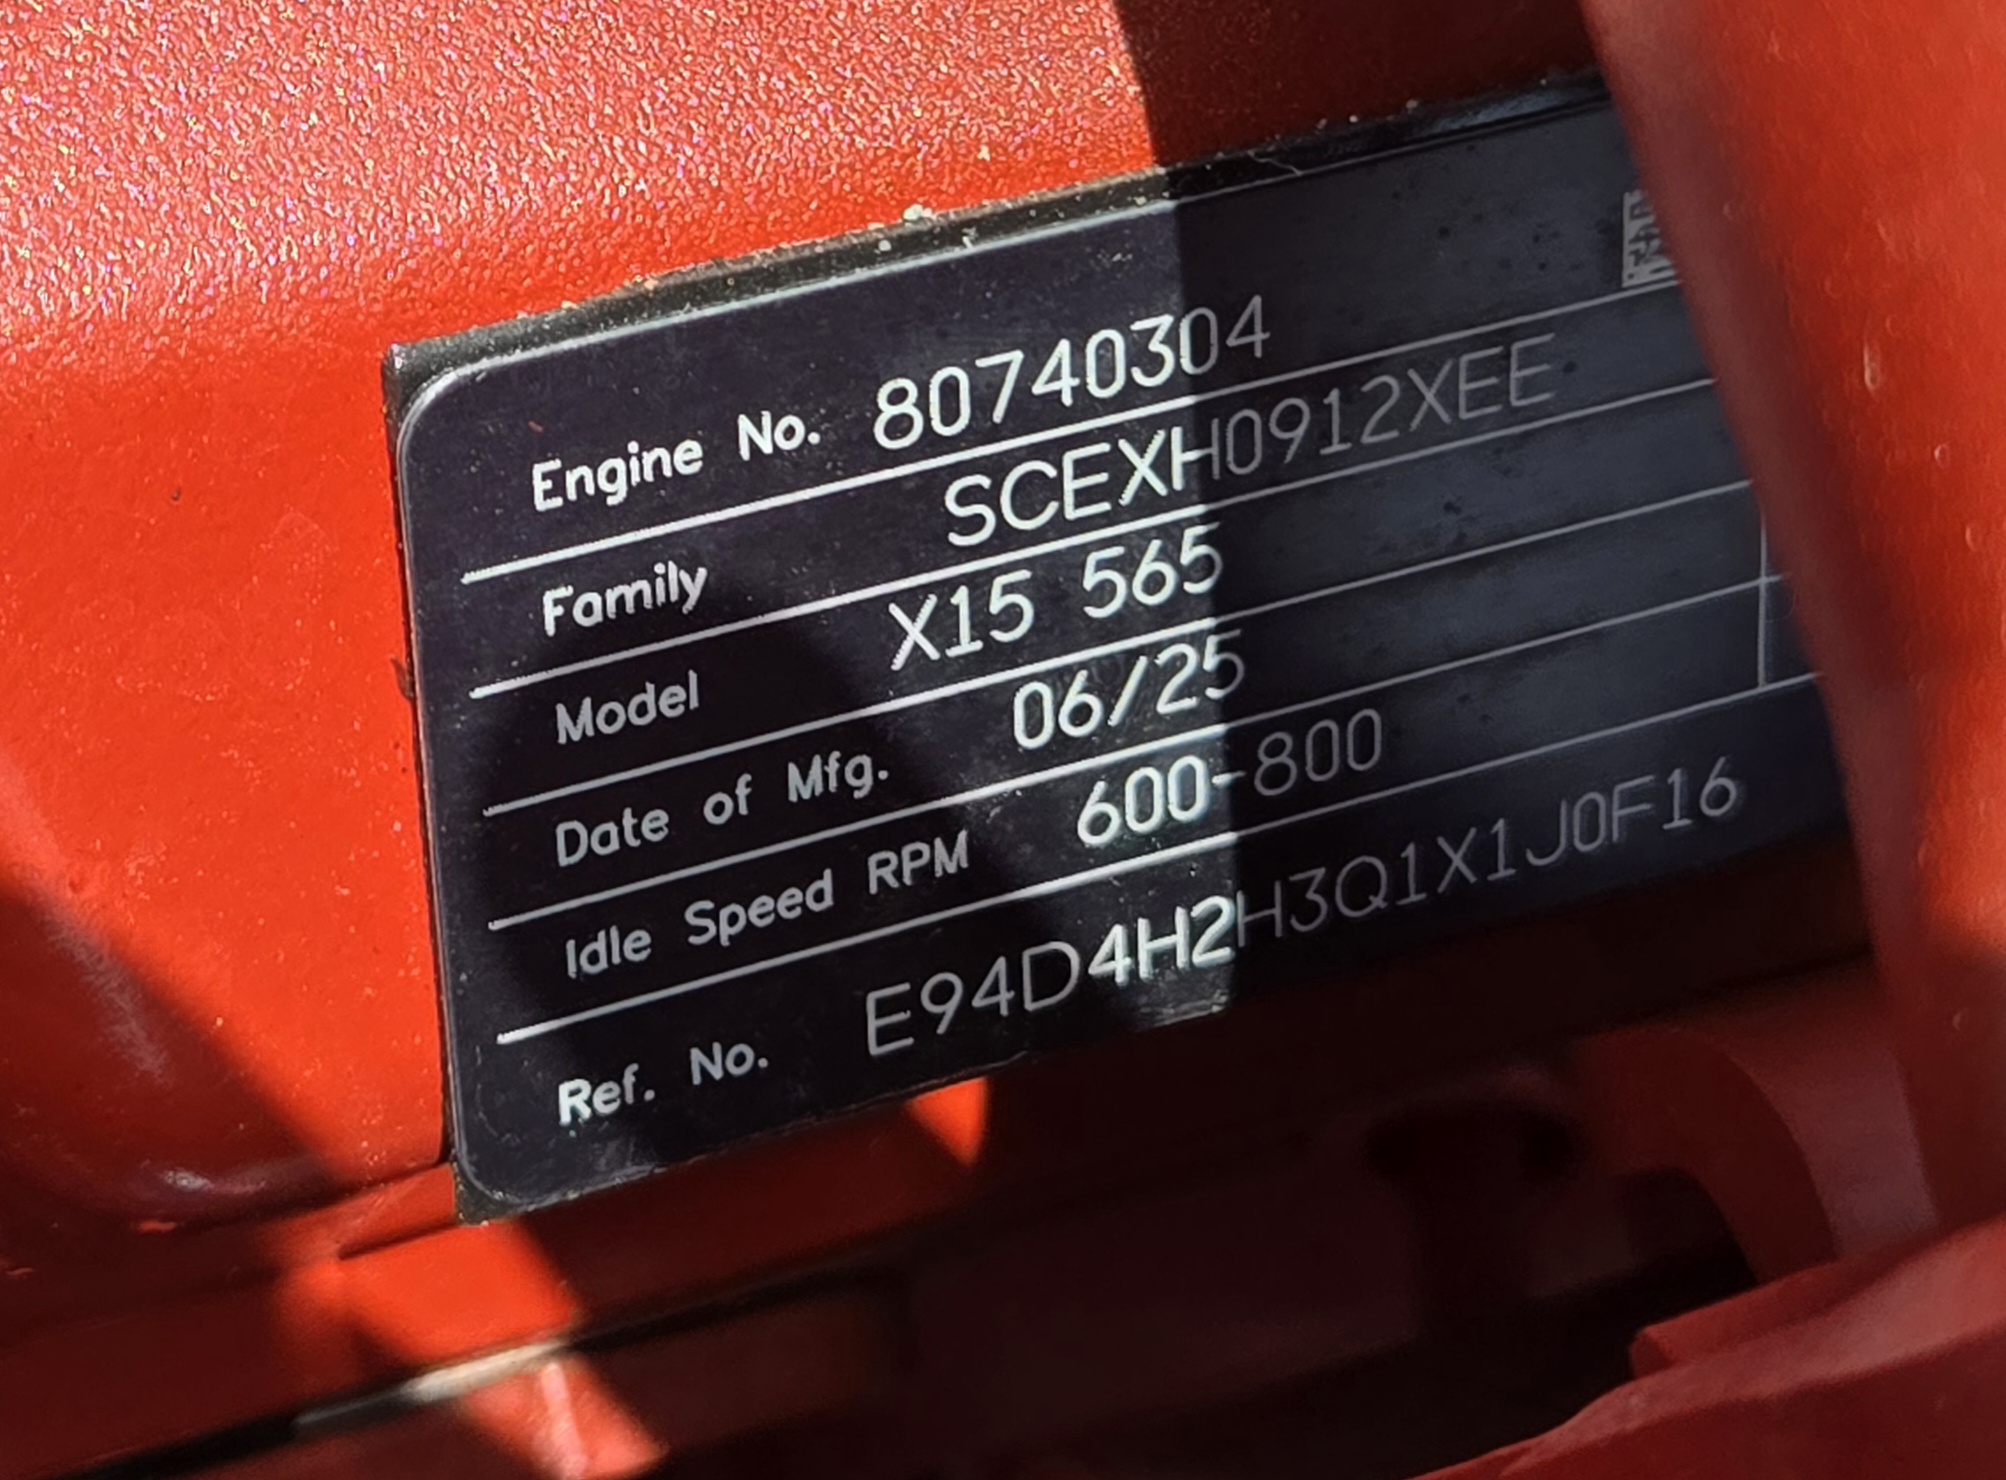 Engine No. 80740304
Family SCEXH0912XEE
Model X15 565
Date of Mfg. 06/25
Idle Speed RPM 600-800
Ref. No. E94D4H2H3Q1X1J0F16